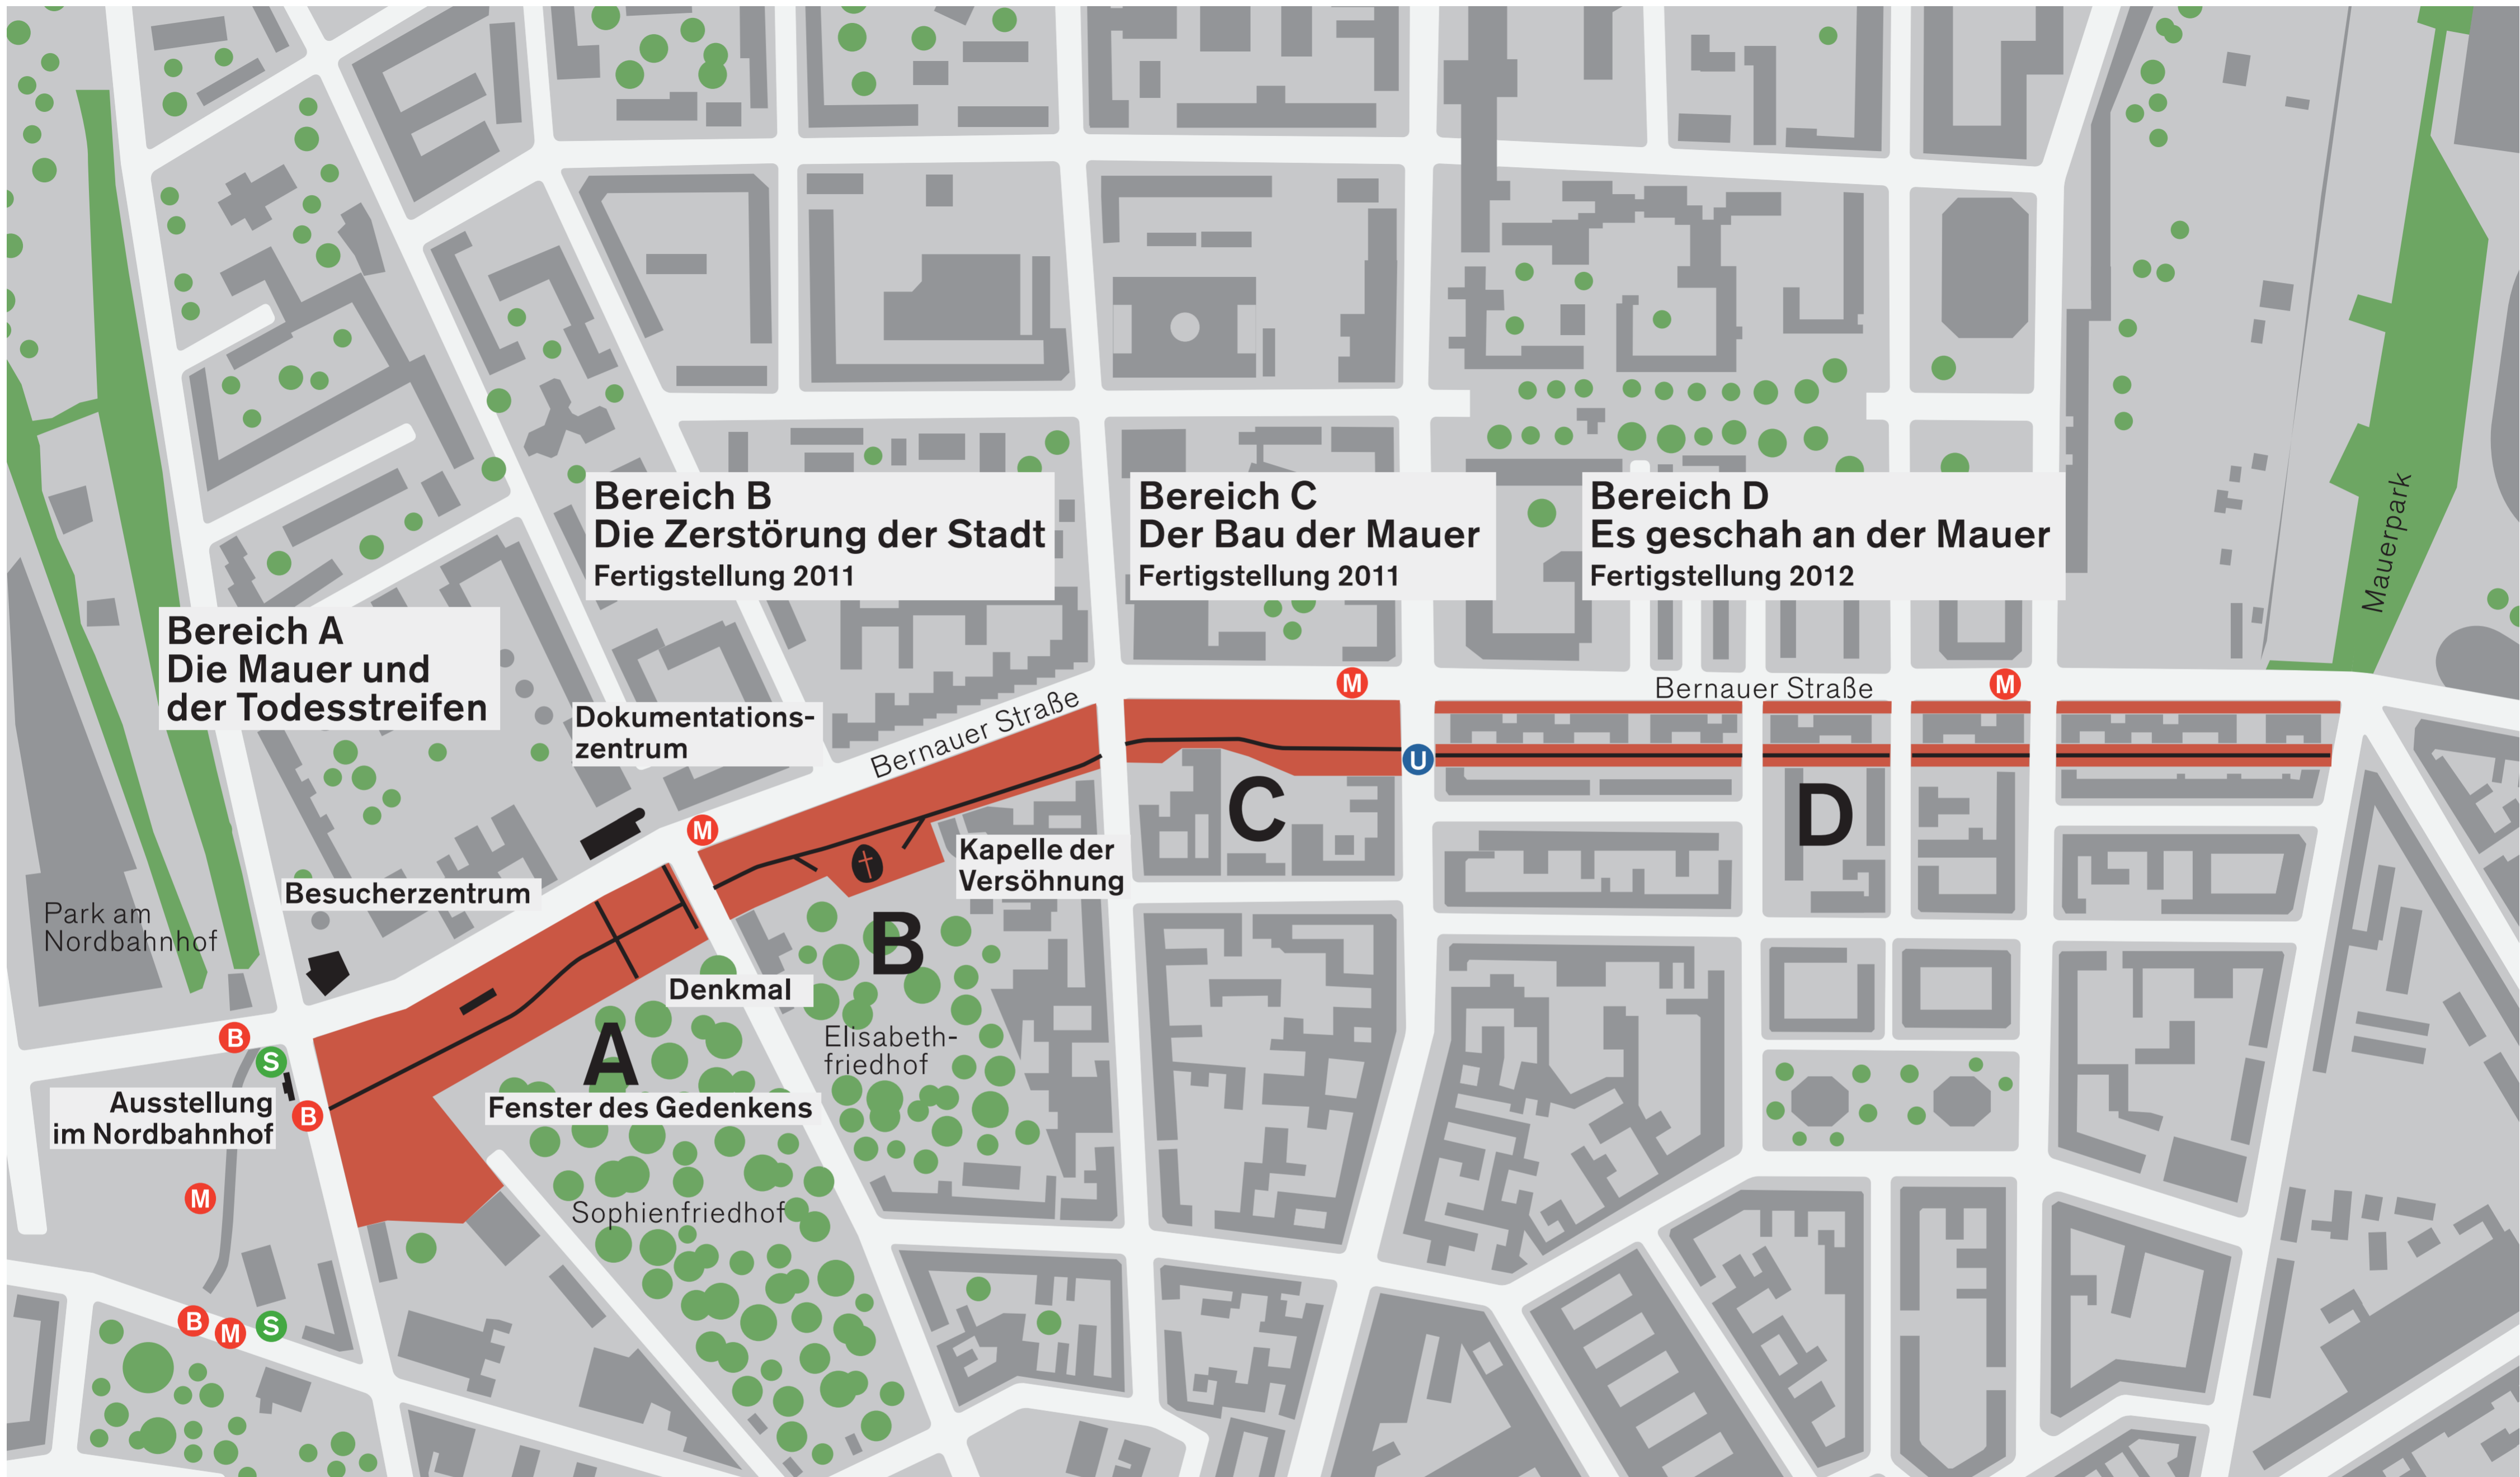 Bereich B
Die Zerstörung der Stadt
Fertigstellung 2011
Bereich C
Der Bau der Mauer
Fertigstellung 2011
Bereich D
Es geschah an der Mauer
Fertigstellung 2012
Mauerpark
Bereich A
Die Mauer und
der Todesstreifen
Dokumentations-
zentrum
Bernauer Straße
M
Bernauer Straße
M
U
C
D
M
Kapelle der
Versöhnung
Besucherzentrum
Park am
Nordbahnhof
B
Denkmal
A
Elisabeth-
friedhof
B
S
Ausstellung
im Nordbahnhof
B
Fenster des Gedenkens
M
Sophienfriedhof
B
M
S